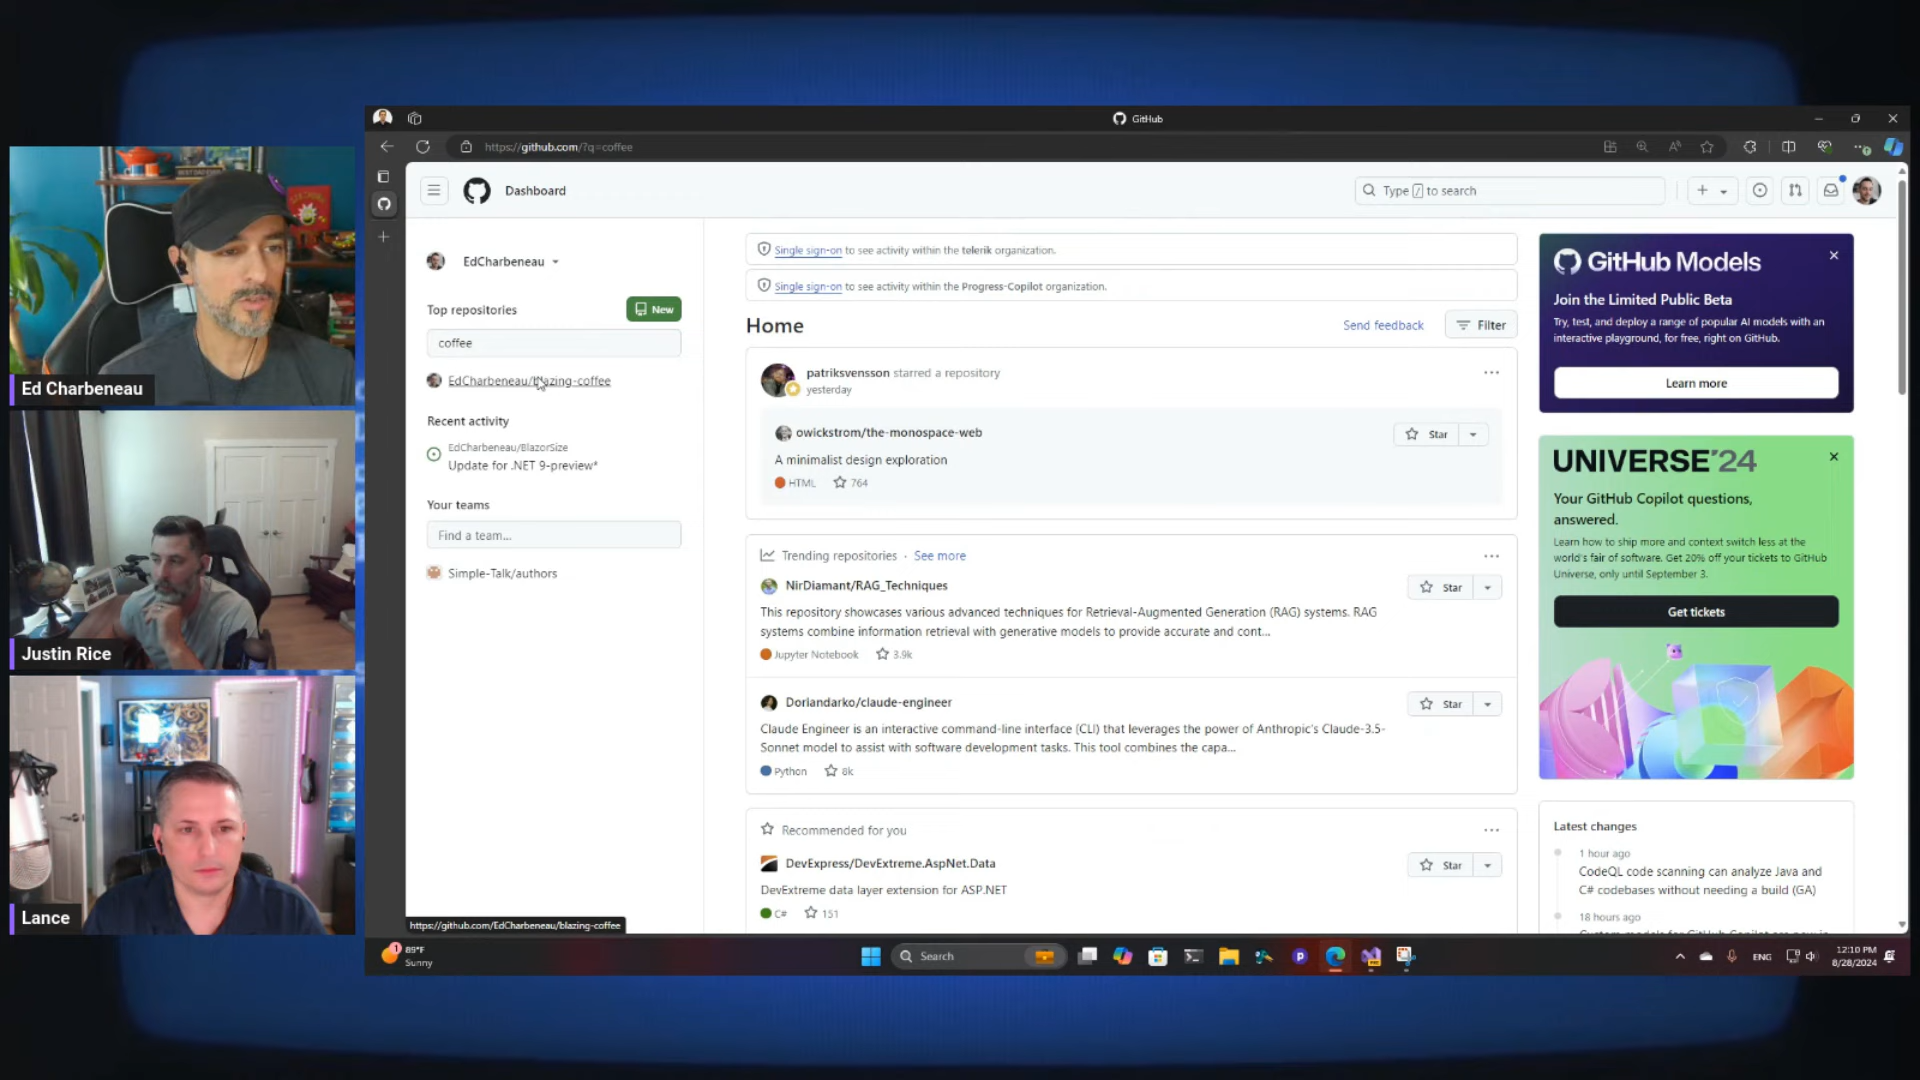 Ed Charbeneau
Justin Rice
Lance
GitHub
https://github.com/?q=coffee
Dashboard
Type / to search
EdCharbeneau
Top repositories
New
coffee
EdCharbeneau/blazing-coffee
Recent activity
EdCharbeneau/BlazorSize
Update for .NET 9-preview*
Your teams
Find a team...
Simple-Talk/authors
Single sign-on to see activity within the telerik organization.
Single sign-on to see activity within the Progress-Copilot organization.
Home
Send feedback
Filter
patriksvensson starred a repository
yesterday
owickstrom/the-monospace-web
Star
A minimalist design exploration
HTML
764
Trending repositories · See more
NirDiamant/RAG_Techniques
Star
This repository showcases various advanced techniques for Retrieval-Augmented Generation (RAG) systems. RAG
systems combine information retrieval with generative models to provide accurate and cont...
Jupyter Notebook
3.9k
Doriandarko/claude-engineer
Star
Claude Engineer is an interactive command-line interface (CLI) that leverages the power of Anthropic's Claude-3.5-
Sonnet model to assist with software development tasks. This tool combines the capa...
Python
8k
Recommended for you
DevExpress/DevExtreme.AspNet.Data
Star
DevExtreme data layer extension for ASP.NET
C#
151
GitHub Models
Join the Limited Public Beta
Try, test, and deploy a range of popular AI models with an
interactive playground, for free, right on GitHub.
Learn more
UNIVERSE'24
Your GitHub Copilot questions,
answered.
Learn how to ship more and context switch less at the
world's fair of software. Get 20% off your tickets to GitHub
Universe, only until September 3.
Get tickets
Latest changes
1 hour ago
CodeQL code scanning can analyze Java and
C# codebases without needing a build (GA)
18 hours ago
https://github.com/EdCharbeneau/blazing-coffee
1
89°F
Sunny
Search
ENG
12:10 PM
8/28/2024